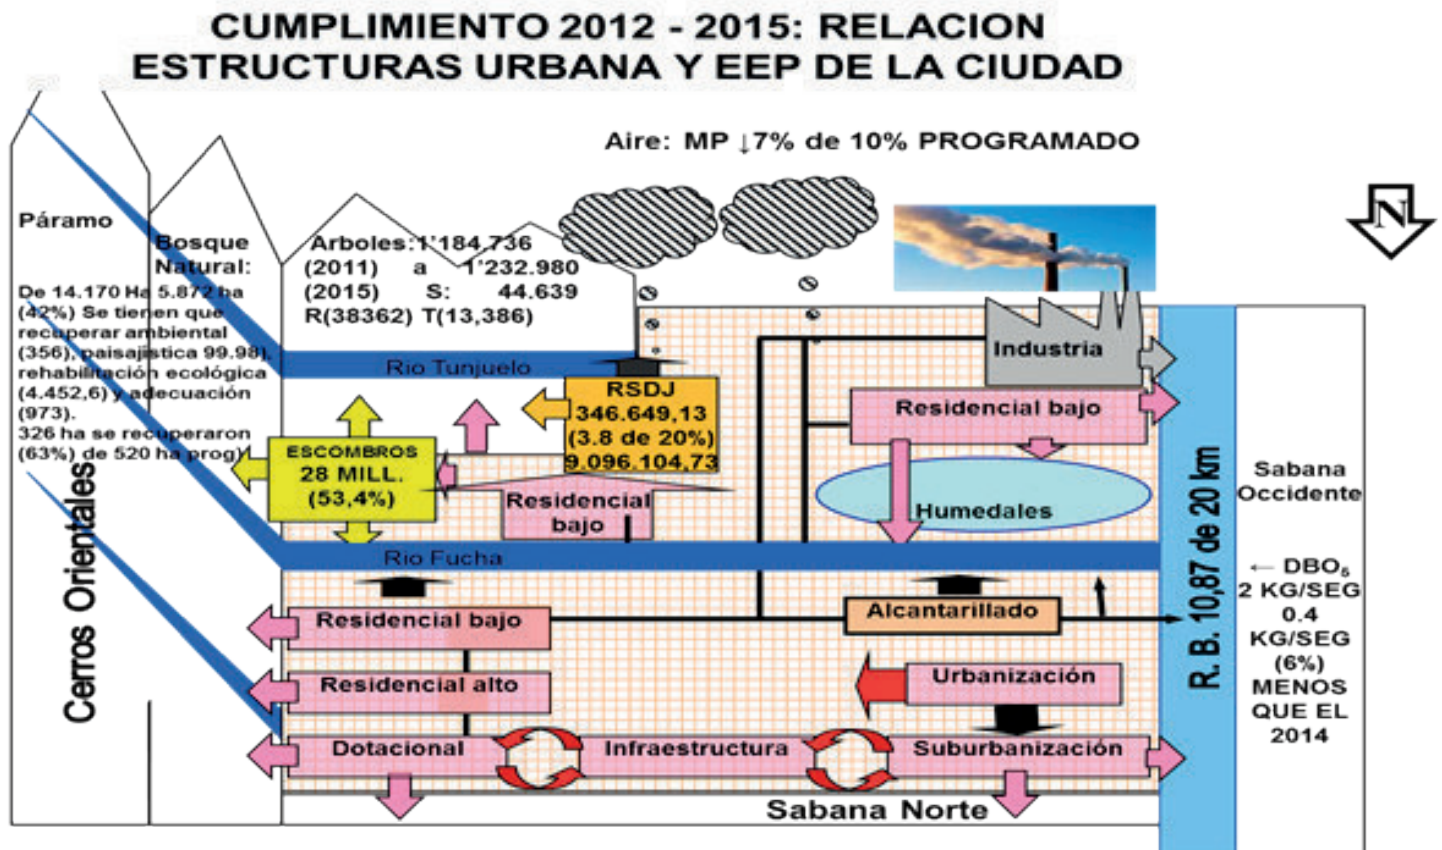 CUMPLIMIENTO 2012 - 2015: RELACION
ESTRUCTURAS URBANA Y EEP DE LA CIUDAD
Aire: MP ↓7% de 10% PROGRAMADO
N
Páramo
De 14.170 Ha 5.872 ha
(42%) Se tienen que
recuperar ambiental
(356), paisajística 99.98),
rehabilitación ecológica
(4.452,6) y adecuación
(973).
326 ha se recuperaron
(63%) de 520 ha prog)
Cerros Orientales
Bosque
Natural:
Arboles:1'184.736
(2011) a 1'232.980
(2015) S: 44.639
R(38362) T(13,386)
Rio Tunjuelo
RSDJ
346.649,13
(3.8 de 20%)
9.096.104,73
ESCOMBROS
28 MILL.
(53,4%)
Residencial
bajo
Industria
Residencial bajo
Humedales
Rio Fucha
Residencial bajo
Alcantarillado
Residencial alto
Urbanización
Dotacional
Infraestructura
Suburbanización
Sabana Norte
R. B. 10,87 de 20 km
Sabana
Occidente
← DBO₅
2 KG/SEG
0.4
KG/SEG
(6%)
MENOS
QUE EL
2014